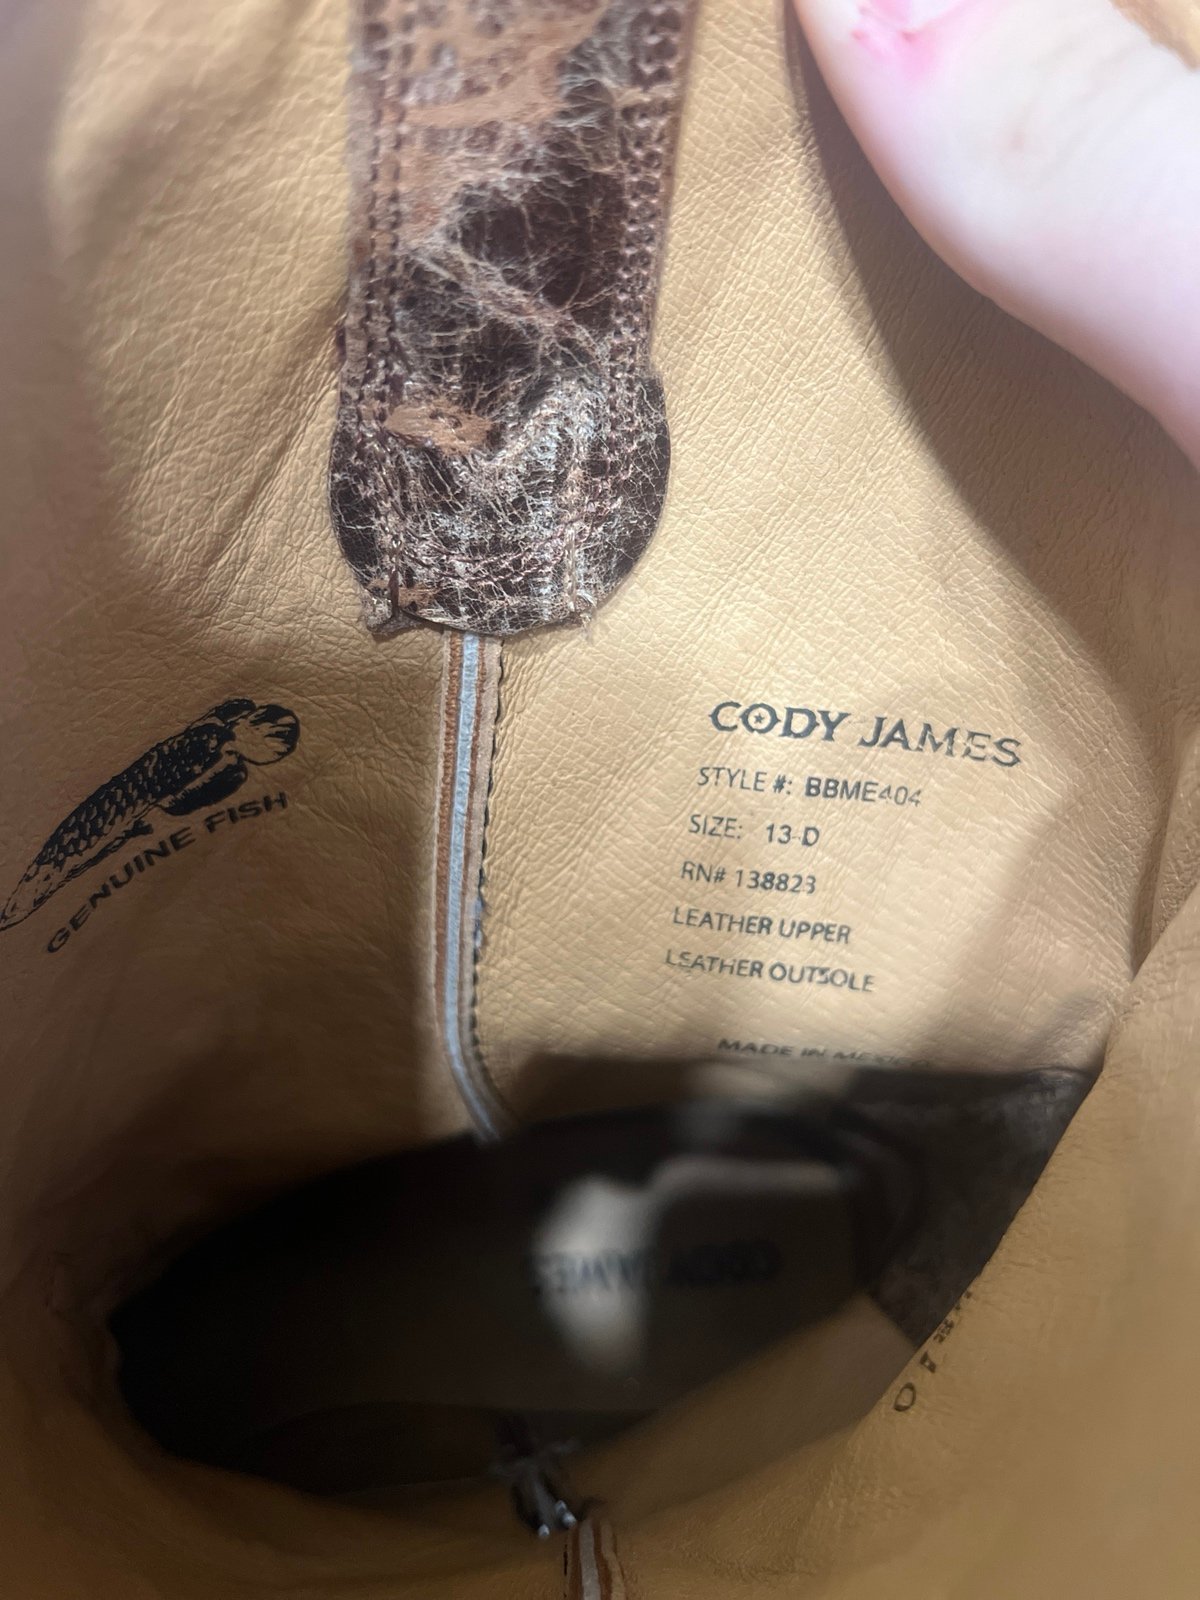 CODY JAMES
STYLE #: BBME404
SIZE: 13 D
RN# 138823
LEATHER UPPER
LEATHER OUTSOLE
MADE IN MEXICO
GENUINE FISH